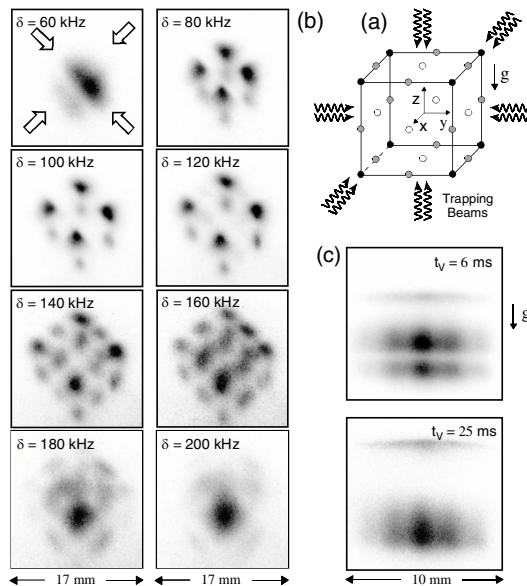 (b)
(a)
δ = 60 kHz
δ = 80 kHz
g
z
y
x
Trapping
Beams
δ = 100 kHz
δ = 120 kHz
(c)
t_v = 6 ms
g
δ = 140 kHz
δ = 160 kHz
t_v = 25 ms
δ = 180 kHz
δ = 200 kHz
17 mm
17 mm
10 mm